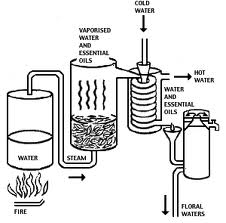 COLD
WATER
VAPORISED
WATER
AND
ESSENTIAL
OILS
HOT
WATER
WATER
AND
ESSENTIAL
OILS
WATER
STEAM
FIRE
FLORAL
WATERS